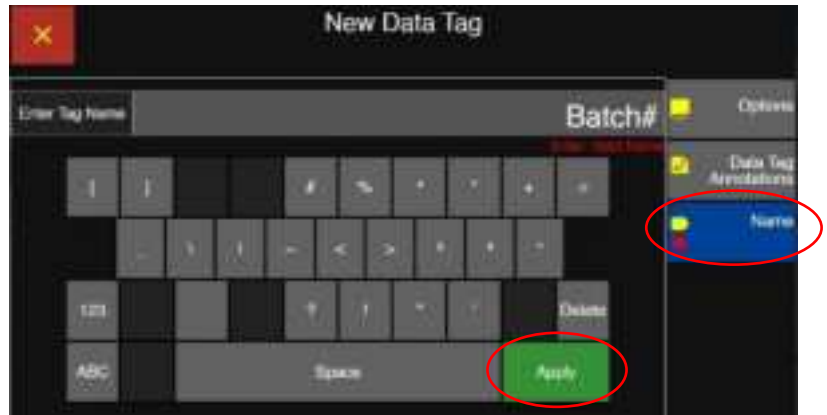 ×
New Data Tag
Enter Tag Name
Batch#
Options
Data Tag
Annotations
Name
[ ] # %
\ < >
123 ? ! Delete
ABC Space Apply